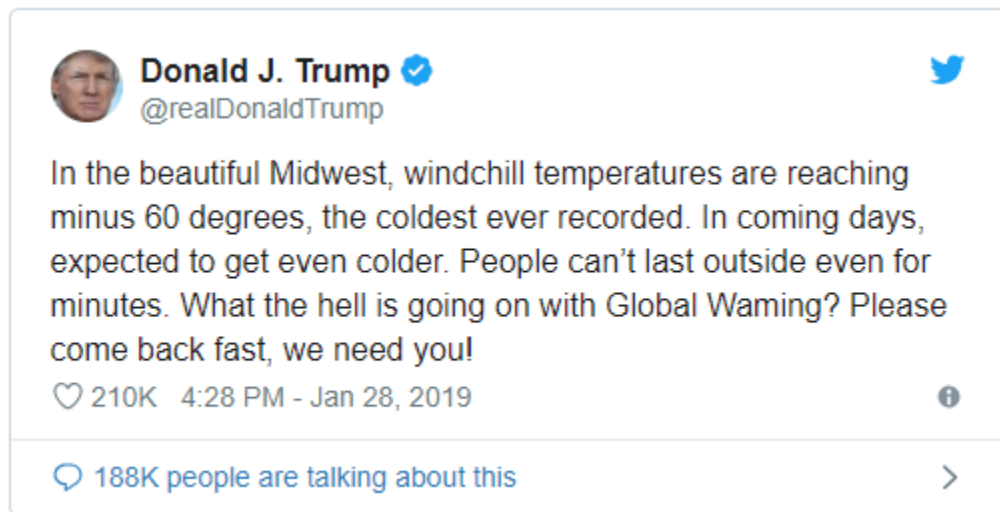 Donald J. Trump
@realDonaldTrump
In the beautiful Midwest, windchill temperatures are reaching
minus 60 degrees, the coldest ever recorded. In coming days,
expected to get even colder. People can’t last outside even for
minutes. What the hell is going on with Global Waming? Please
come back fast, we need you!
210K 4:28 PM - Jan 28, 2019
188K people are talking about this